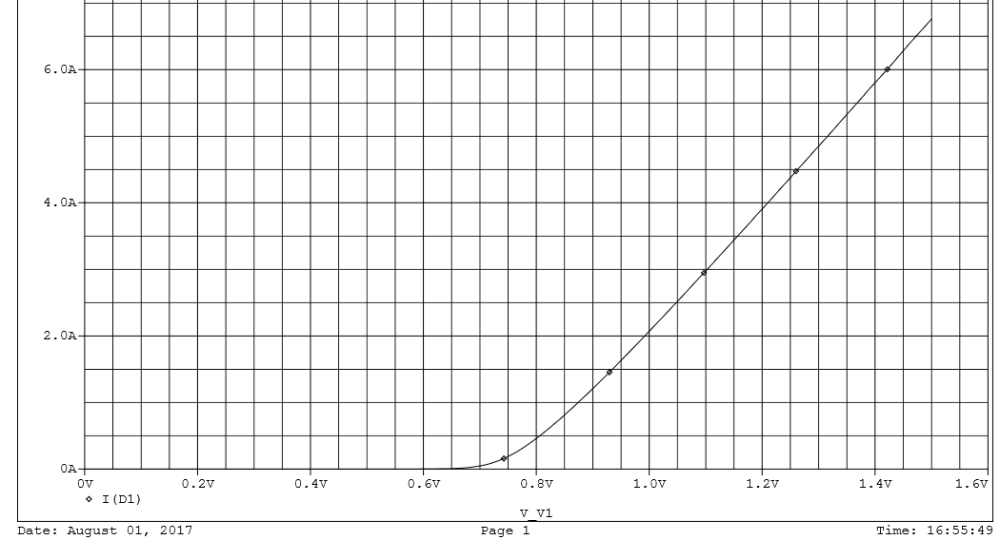 6.0A
4.0A
2.0A
0A
0V 0.2V 0.4V 0.6V 0.8V 1.0V 1.2V 1.4V 1.6V
I(D1)
V_V1
Date: August 01, 2017 Page 1 Time: 16:55:49